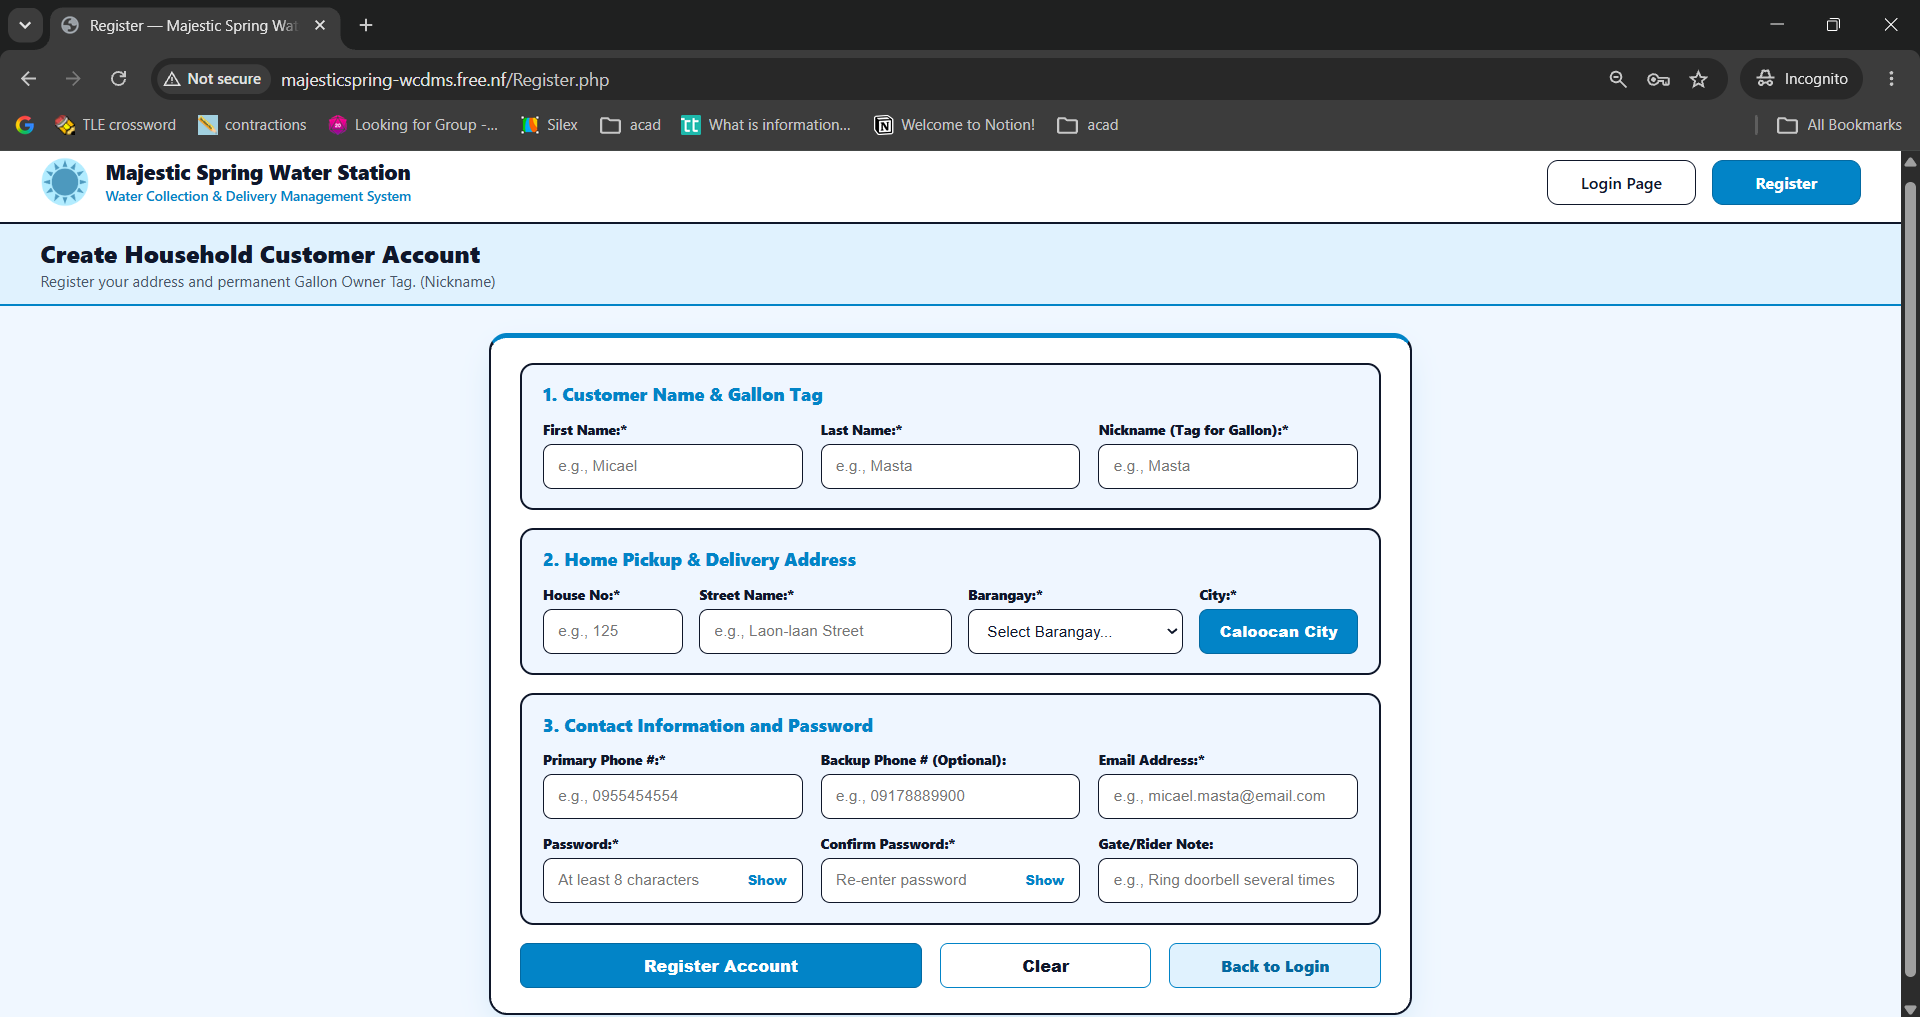 Register — Majestic Spring Wat
Not secure
majesticspring-wcdms.free.nf/Register.php
Incognito
TLE crossword
contractions
Looking for Group -...
Silex
acad
What is information...
Welcome to Notion!
acad
All Bookmarks
Majestic Spring Water Station
Water Collection & Delivery Management System
Login Page
Register
Create Household Customer Account
Register your address and permanent Gallon Owner Tag. (Nickname)
1. Customer Name & Gallon Tag
First Name:*
Last Name:*
Nickname (Tag for Gallon):*
e.g., Micael
e.g., Masta
e.g., Masta
2. Home Pickup & Delivery Address
House No:*
Street Name:*
Barangay:*
City:*
e.g., 125
e.g., Laon-laan Street
Select Barangay...
Caloocan City
3. Contact Information and Password
Primary Phone #:*
Backup Phone # (Optional):
Email Address:*
e.g., 0955454554
e.g., 09178889900
e.g., micael.masta@email.com
Password:*
Confirm Password:*
Gate/Rider Note:
At least 8 characters
Show
Re-enter password
Show
e.g., Ring doorbell several times
Register Account
Clear
Back to Login